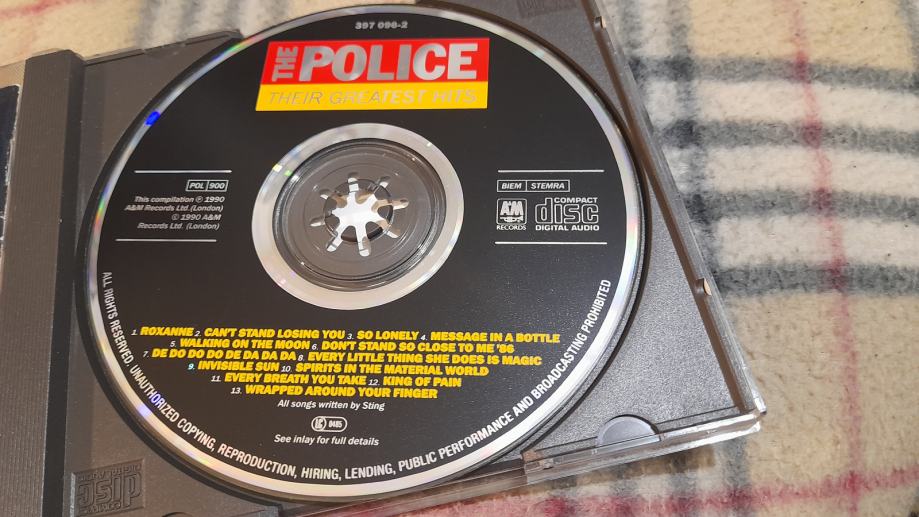 397 096-2
THE POLICE
THEIR GREATEST HITS
POL 900
This compilation ℗ 1990
A&M Records Ltd. (London)
© 1990 A&M
Records Ltd. (London)
BIEM STEMRA
A&M RECORDS
COMPACT
disc
DIGITAL AUDIO
1. ROXANNE 2. CAN'T STAND LOSING YOU 3. SO LONELY 4. MESSAGE IN A BOTTLE
5. WALKING ON THE MOON 6. DON'T STAND SO CLOSE TO ME '86
7. DE DO DO DO DE DA DA DA 8. EVERY LITTLE THING SHE DOES IS MAGIC
9. INVISIBLE SUN 10. SPIRITS IN THE MATERIAL WORLD
11. EVERY BREATH YOU TAKE 12. KING OF PAIN
13. WRAPPED AROUND YOUR FINGER
All songs written by Sting
LC 0485
See inlay for full details
ALL RIGHTS RESERVED. UNAUTHORIZED COPYING, REPRODUCTION, HIRING, LENDING, PUBLIC PERFORMANCE AND BROADCASTING PROHIBITED
disc